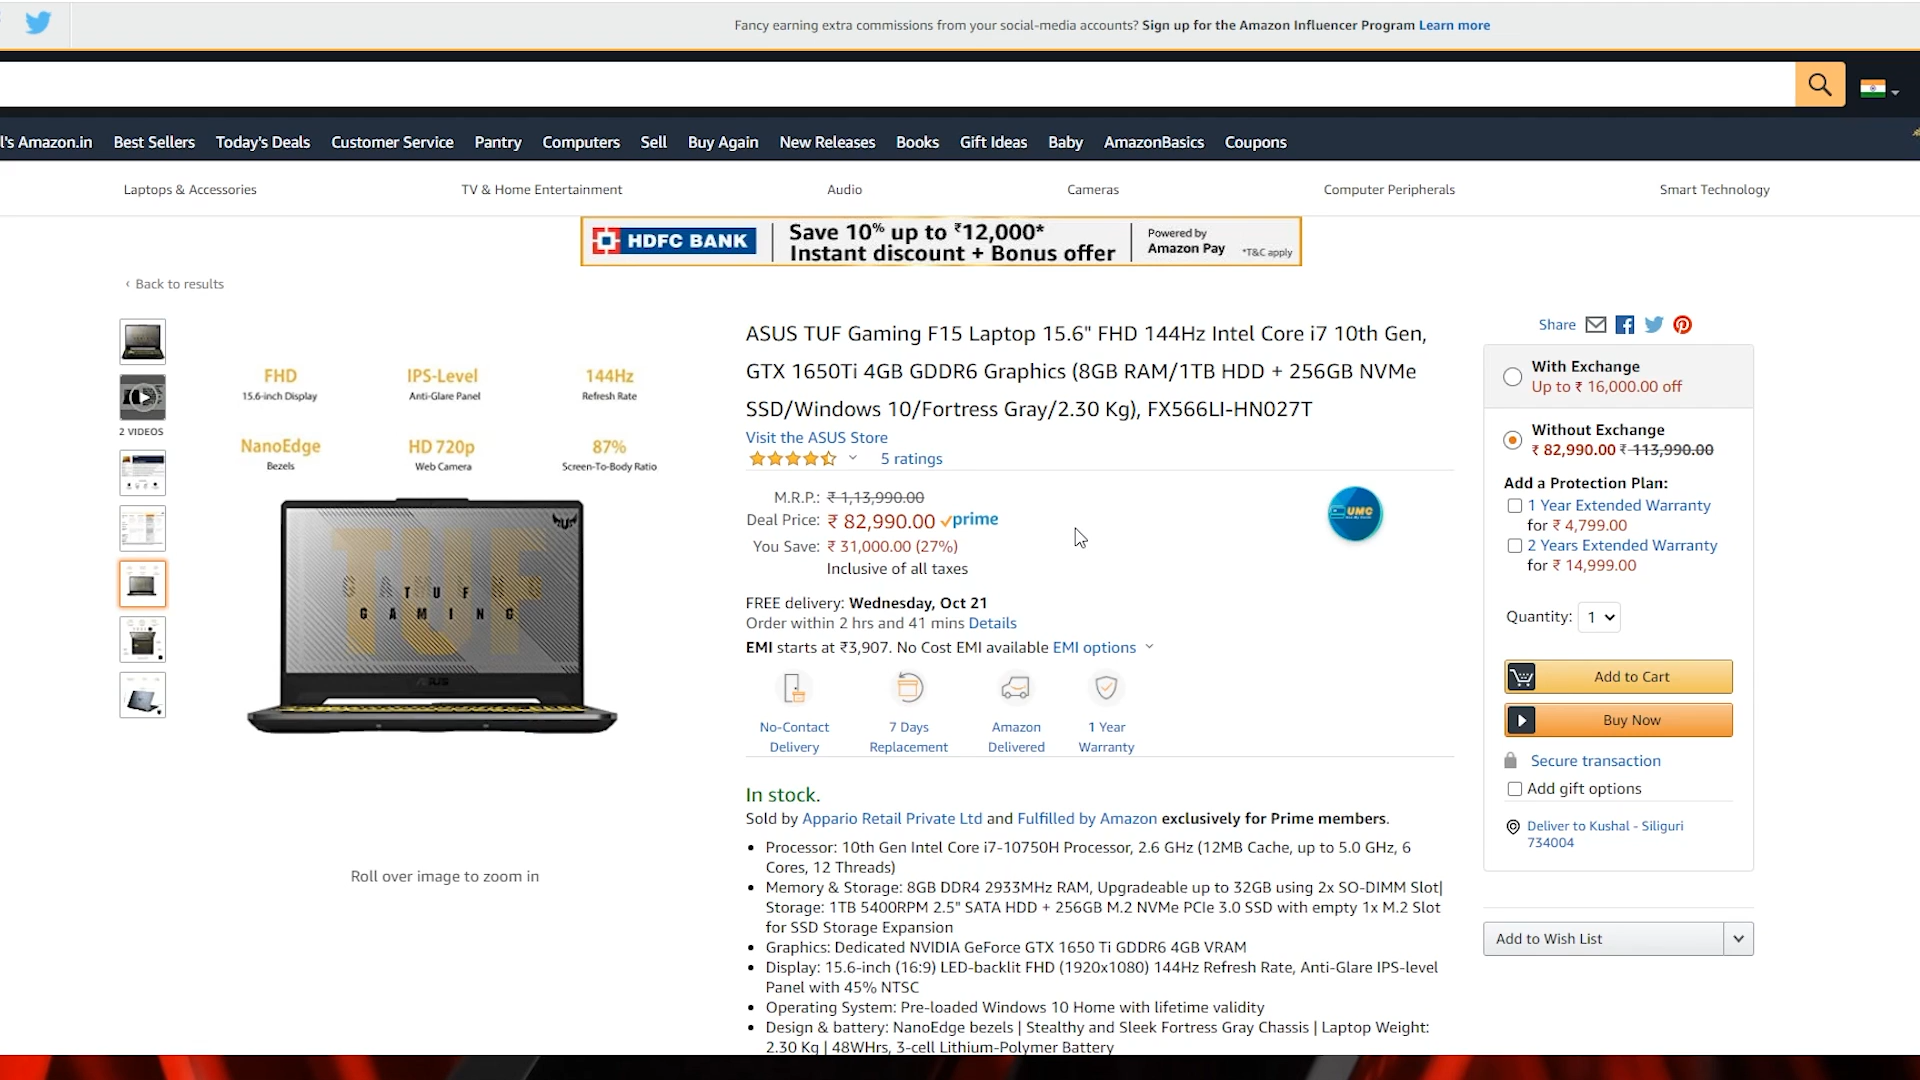 Fancy earning extra commissions from your social-media accounts? Sign up for the Amazon Influencer Program Learn more
l's Amazon.in Best Sellers Today's Deals Customer Service Pantry Computers Sell Buy Again New Releases Books Gift Ideas Baby AmazonBasics Coupons
Laptops & Accessories TV & Home Entertainment Audio Cameras Computer Peripherals Smart Technology
HDFC BANK
Save 10% up to ₹12,000*
Instant discount + Bonus offer
Powered by
Amazon Pay
*T&C apply
‹ Back to results
2 VIDEOS
FHD
15.6-inch Display
IPS-Level
Anti-Glare Panel
144Hz
Refresh Rate
NanoEdge
Bezels
HD 720p
Web Camera
87%
Screen-To-Body Ratio
TUF
GAMING
Roll over image to zoom in
ASUS TUF Gaming F15 Laptop 15.6" FHD 144Hz Intel Core i7 10th Gen,
GTX 1650Ti 4GB GDDR6 Graphics (8GB RAM/1TB HDD + 256GB NVMe
SSD/Windows 10/Fortress Gray/2.30 Kg), FX566LI-HN027T
Visit the ASUS Store
5 ratings
M.R.P.: ₹ 1,13,990.00
Deal Price: ₹ 82,990.00 prime
You Save: ₹ 31,000.00 (27%)
Inclusive of all taxes
UMC
FREE delivery: Wednesday, Oct 21
Order within 2 hrs and 41 mins Details
EMI starts at ₹3,907. No Cost EMI available EMI options
No-Contact
Delivery
7 Days
Replacement
Amazon
Delivered
1 Year
Warranty
In stock.
Sold by Appario Retail Private Ltd and Fulfilled by Amazon exclusively for Prime members.
• Processor: 10th Gen Intel Core i7-10750H Processor, 2.6 GHz (12MB Cache, up to 5.0 GHz, 6
Cores, 12 Threads)
• Memory & Storage: 8GB DDR4 2933MHz RAM, Upgradeable up to 32GB using 2x SO-DIMM Slot|
Storage: 1TB 5400RPM 2.5" SATA HDD + 256GB M.2 NVMe PCIe 3.0 SSD with empty 1x M.2 Slot
for SSD Storage Expansion
• Graphics: Dedicated NVIDIA GeForce GTX 1650 Ti GDDR6 4GB VRAM
• Display: 15.6-inch (16:9) LED-backlit FHD (1920x1080) 144Hz Refresh Rate, Anti-Glare IPS-level
Panel with 45% NTSC
• Operating System: Pre-loaded Windows 10 Home with lifetime validity
• Design & battery: NanoEdge bezels | Stealthy and Sleek Fortress Gray Chassis | Laptop Weight:
2.30 Kg | 48WHrs, 3-cell Lithium-Polymer Battery
Share
With Exchange
Up to ₹ 16,000.00 off
Without Exchange
₹ 82,990.00 ₹ 113,990.00
Add a Protection Plan:
1 Year Extended Warranty
for ₹ 4,799.00
2 Years Extended Warranty
for ₹ 14,999.00
Quantity: 1
Add to Cart
Buy Now
Secure transaction
Add gift options
Deliver to Kushal - Siliguri
734004
Add to Wish List